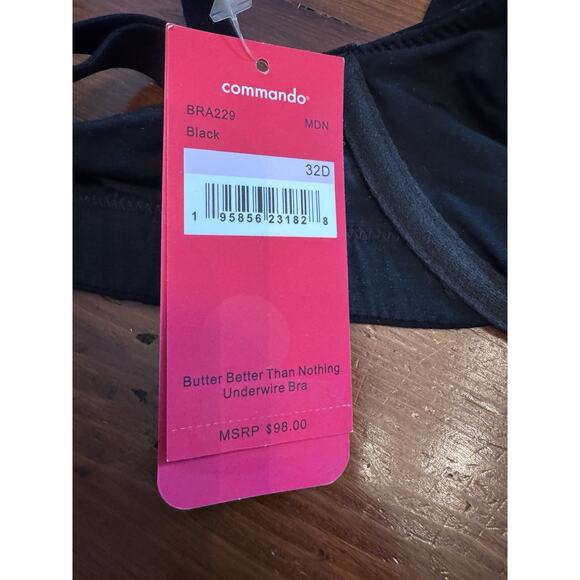 commando®
BRA229 MDN
Black
32D
1 95856 23182 8
Butter Better Than Nothing
Underwire Bra
MSRP $98.00